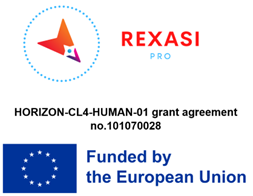 REXASI
PRO
HORIZON-CL4-HUMAN-01 grant agreement
no.101070028
Funded by
the European Union